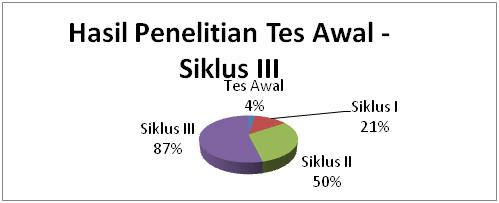 Hasil Penelitian Tes Awal -
Siklus III
Tes Awal
4%
Siklus I
21%
Siklus II
50%
Siklus III
87%